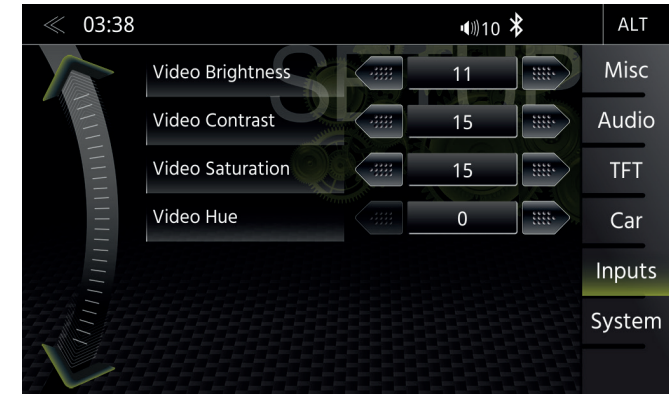 03:38
10
ALT
SETUP
Video Brightness 11
Video Contrast 15
Video Saturation 15
Video Hue 0
Misc
Audio
TFT
Car
Inputs
System